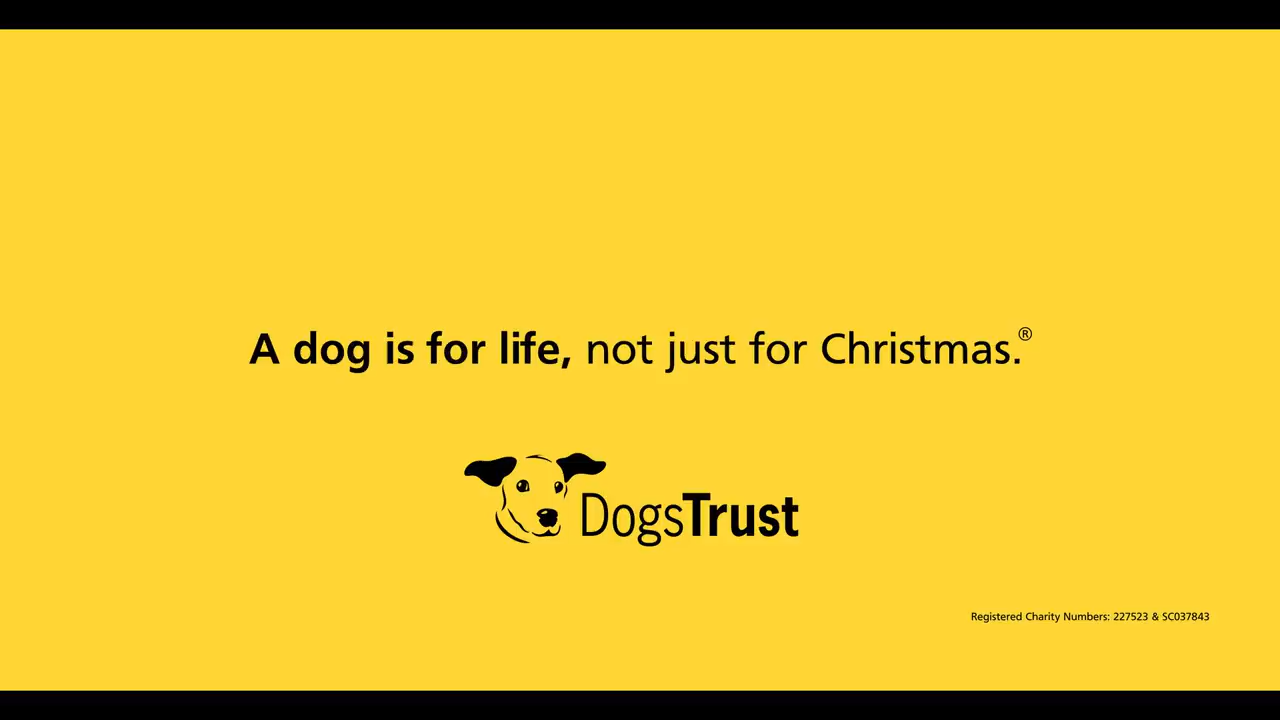 A dog is for life, not just for Christmas.®
DogsTrust
Registered Charity Numbers: 227523 & SC037843